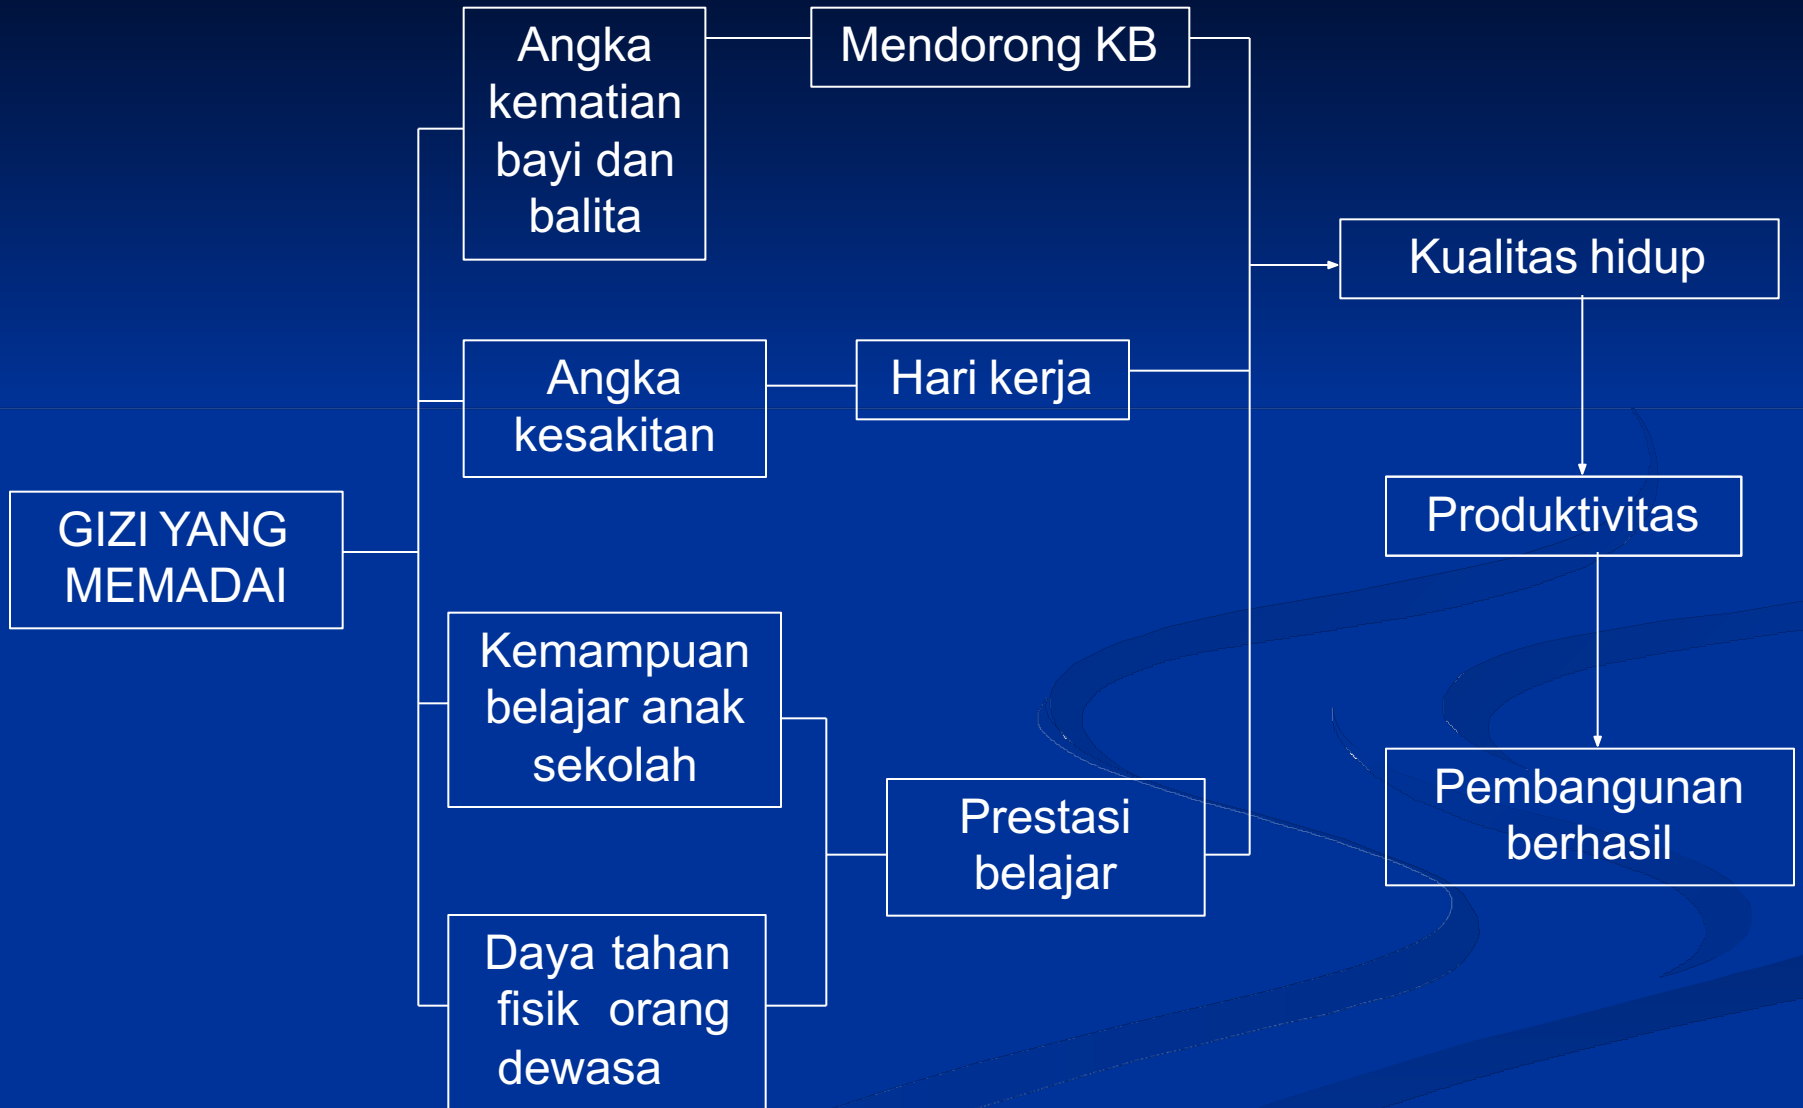 Angka
kematian
bayi dan
balita
Mendorong KB
Kualitas hidup
Angka
kesakitan
Hari kerja
GIZI YANG
MEMADAI
Produktivitas
Kemampuan
belajar anak
sekolah
Prestasi
belajar
Pembangunan
berhasil
Daya tahan
fisik orang
dewasa